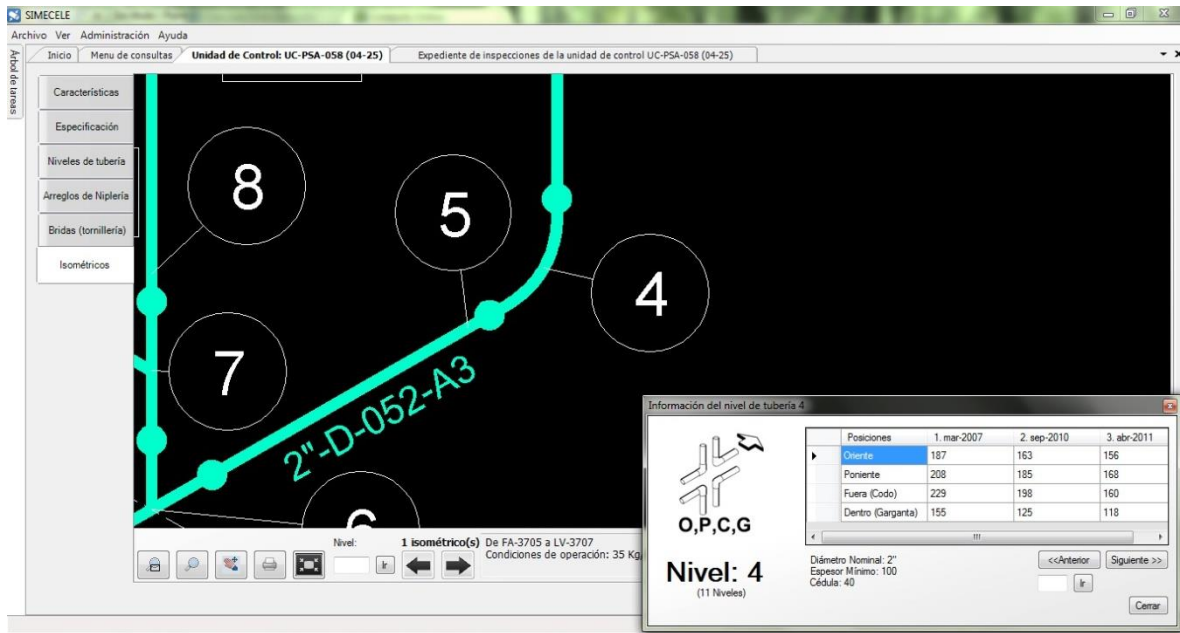 SIMECELE
Archivo Ver Administración Ayuda
Inicio Menu de consultas Unidad de Control: UC-PSA-058 (04-25) Expediente de inspecciones de la unidad de control UC-PSA-058 (04-25)
Arbol de tareas
Características
Especificación
Niveles de tubería
Arreglos de Niplería
Bridas (tornillería)
Isométricos
8
5
4
7
2"-D-052-A3
6
Nivel:
Ir
1 isométrico(s) De FA-3705 a LV-3707
Condiciones de operación: 35 Kg
Información del nivel de tubería 4
O,P,C,G
Nivel: 4
(11 Niveles)
Posiciones 1. mar-2007 2. sep-2010 3. abr-2011
Oriente 187 163 156
Poniente 208 185 168
Fuera (Codo) 229 198 160
Dentro (Garganta) 155 125 118
Diámetro Nominal: 2"
Espesor Mínimo: 100
Cédula: 40
<<Anterior Siguiente >>
Ir
Cerrar